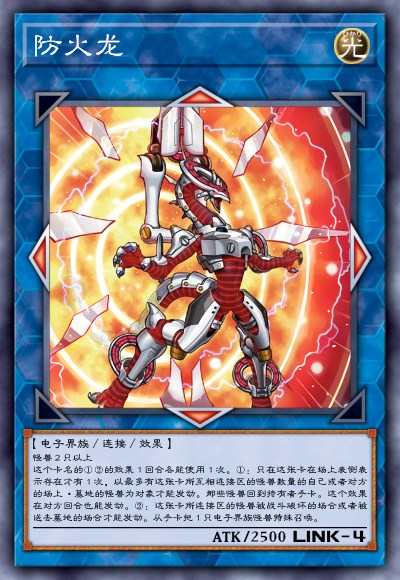 防火龙
ひかり
光
【电子界族／连接／效果】
怪兽２只以上
这个卡名的①②的效果１回合各能使用１次。①：只在这张卡在场上表侧表
示存在才有１次，以最多有这张卡所互相连接区的怪兽数量的自己或者对方
的场上・墓地的怪兽为对象才能发动。那些怪兽回到持有者手卡。这个效果
在对方回合也能发动。②：这张卡所连接区的怪兽被战斗破坏的场合或者被
送去墓地的场合才能发动。从手卡把１只电子界族怪兽特殊召唤。
ATK/2500 LINK-4